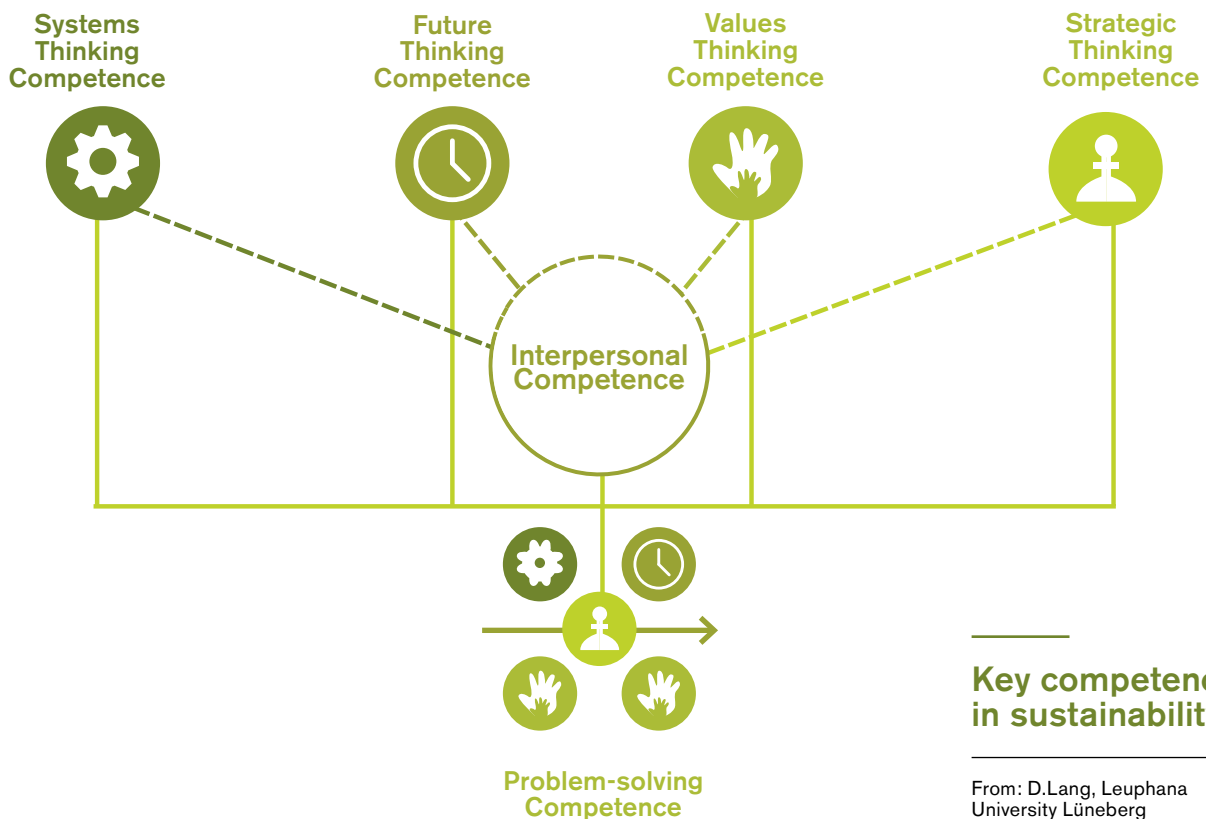 Systems
Thinking
Competence
Future
Thinking
Competence
Values
Thinking
Competence
Strategic
Thinking
Competence
Interpersonal
Competence
Problem-solving
Competence
Key competenc
in sustainabilit
From: D.Lang, Leuphana
University Lüneberg